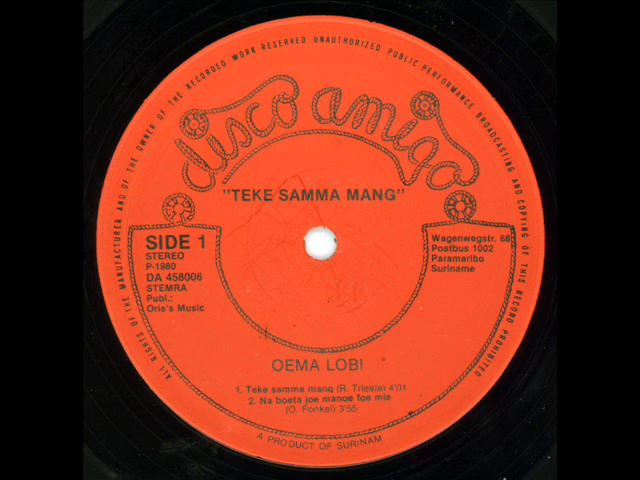 ALL RIGHTS OF THE MANUFACTURER AND OF THE OWNER OF THE RECORDED WORK RESERVED UNAUTHORIZED PUBLIC PERFORMANCE BROADCASTING AND COPYING OF THIS RECORD PROHIBITED
disco amigo
"TEKE SAMMA MANG"
SIDE 1
STEREO
P-1980
DA 458006
STEMRA
Publ.:
Orie's Music
Wagenwegstr. 68
Postbus 1002
Paramaribo
Suriname
OEMA LOBI
1. Teke samma mang (R. Triesie) 4'01
2. Na boeta joe manoe foe mie
(O. Fonkel) 3'55
A PRODUCT OF SURINAM